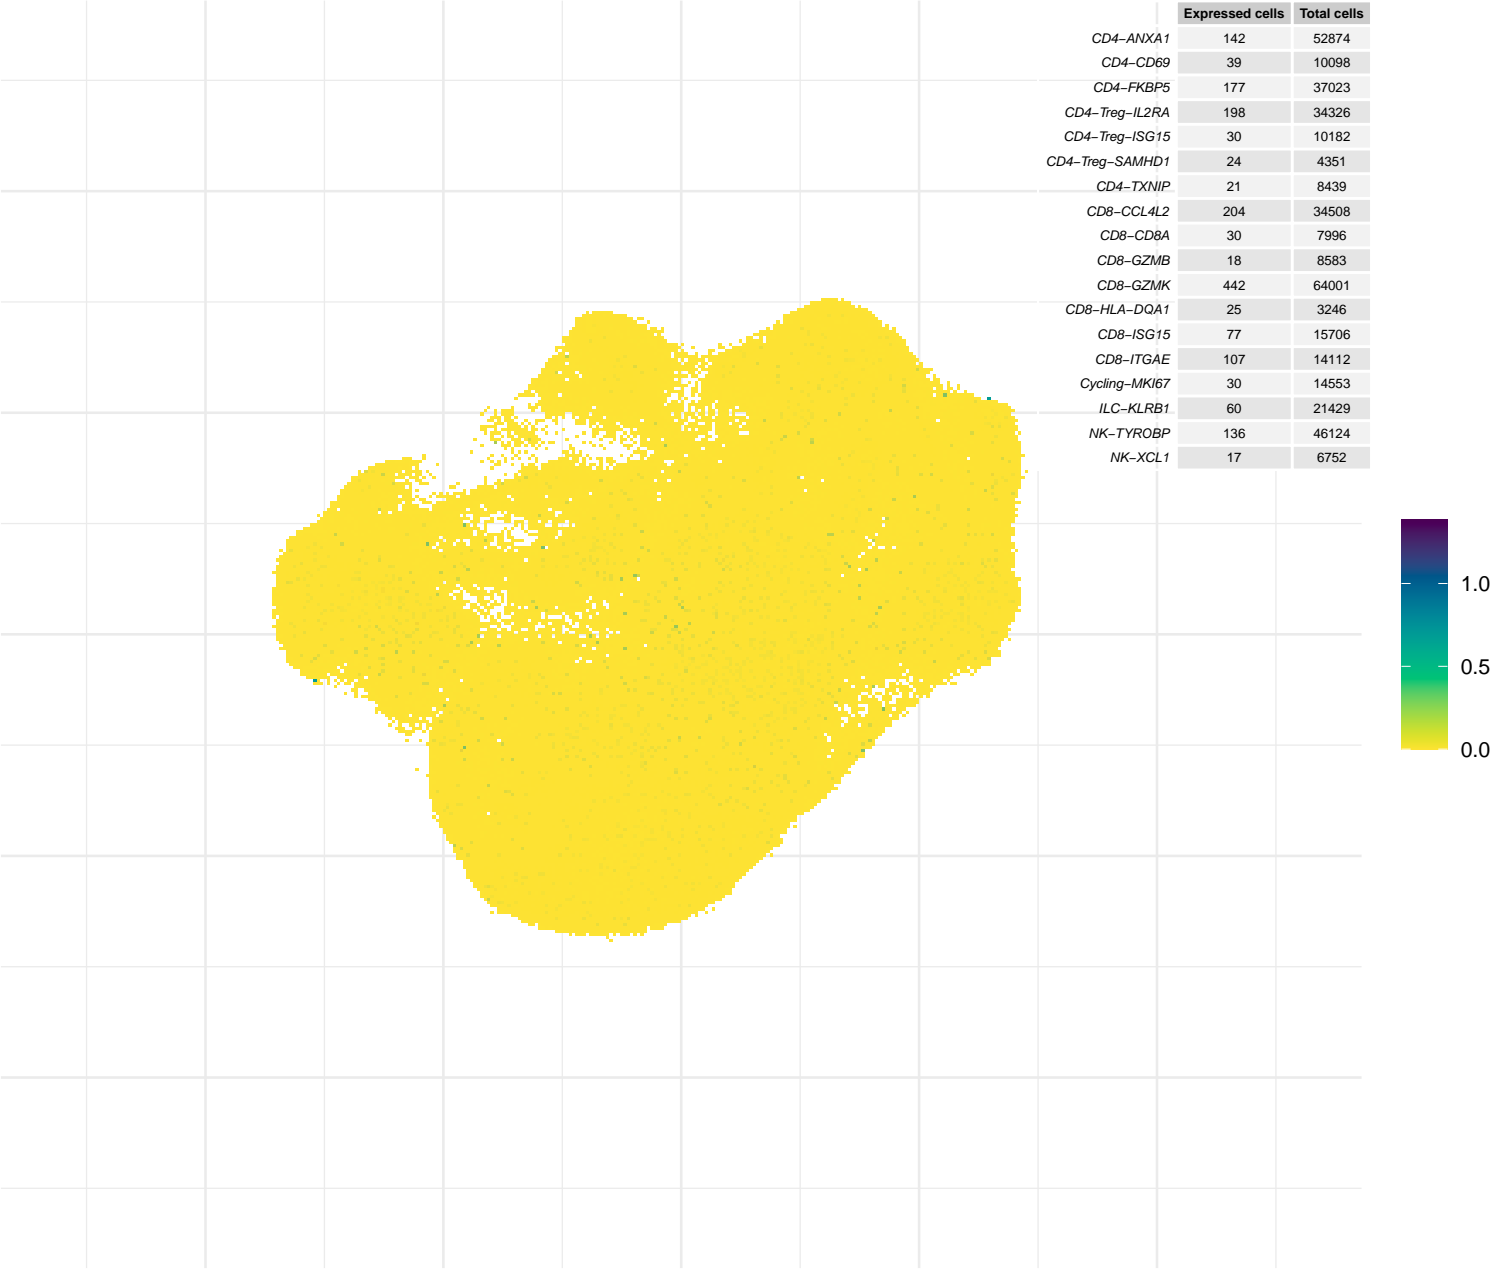 Expressed cells Total cells
CD4−ANXA1 142 52874
CD4−CD69 39 10098
CD4−FKBP5 177 37023
CD4−Treg−IL2RA 198 34326
CD4−Treg−ISG15 30 10182
CD4−Treg−SAMHD1 24 4351
CD4−TXNIP 21 8439
CD8−CCL4L2 204 34508
CD8−CD8A 30 7996
CD8−GZMB 18 8583
CD8−GZMK 442 64001
CD8−HLA−DQA1 25 3246
CD8−ISG15 77 15706
CD8−ITGAE 107 14112
Cycling−MKI67 30 14553
ILC−KLRB1 60 21429
NK−TYROBP 136 46124
NK−XCL1 17 6752
1.0
0.5
0.0